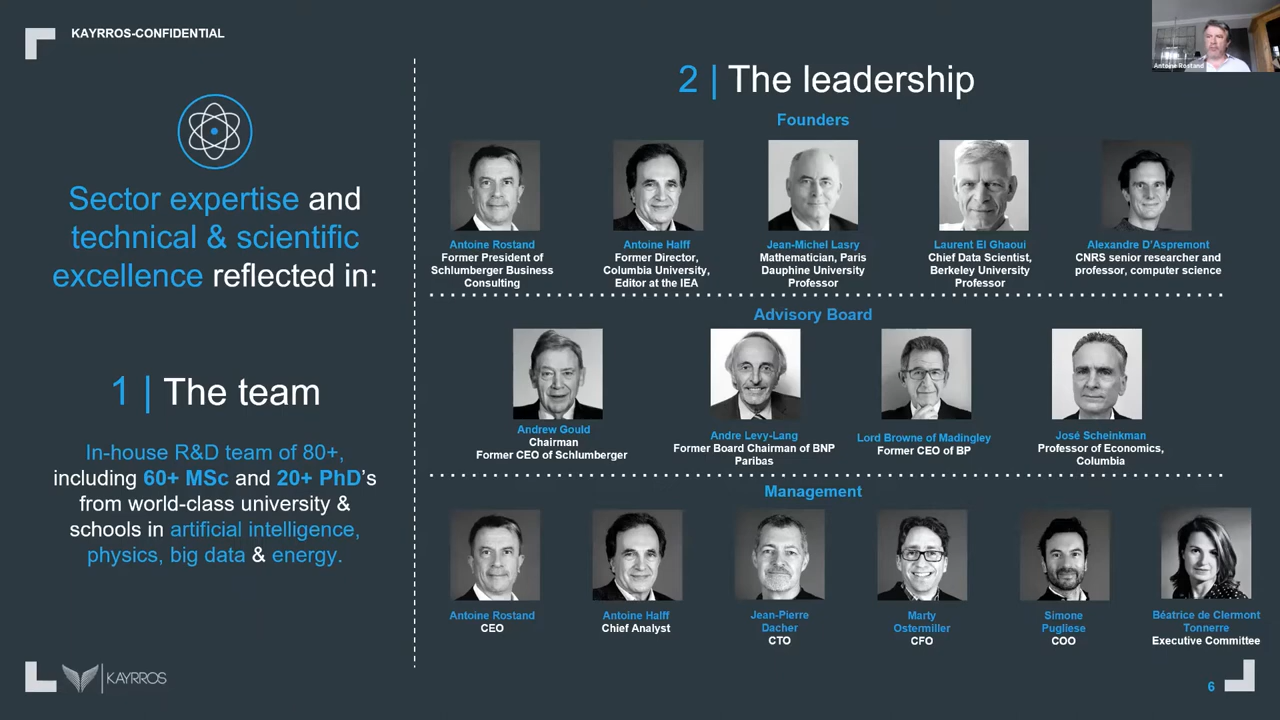 KAYRROS-CONFIDENTIAL
Antoine Rostand
Sector expertise and
technical & scientific
excellence reflected in:
1 | The team
In-house R&D team of 80+,
including 60+ MSc and 20+ PhD's
from world-class university &
schools in artificial intelligence,
physics, big data & energy.
2 | The leadership
Founders
Antoine Rostand
Former President of
Schlumberger Business
Consulting
Antoine Halff
Former Director,
Columbia University,
Editor at the IEA
Jean-Michel Lasry
Mathematician, Paris
Dauphine University
Professor
Laurent El Ghaoui
Chief Data Scientist,
Berkeley University
Professor
Alexandre D'Aspremont
CNRS senior researcher and
professor, computer science
Advisory Board
Andrew Gould
Chairman
Former CEO of Schlumberger
Andre Levy-Lang
Former Board Chairman of BNP
Paribas
Lord Browne of Madingley
Former CEO of BP
José Scheinkman
Professor of Economics,
Columbia
Management
Antoine Rostand
CEO
Antoine Halff
Chief Analyst
Jean-Pierre
Dacher
CTO
Marty
Ostermiller
CFO
Simone
Pugliese
COO
Béatrice de Clermont
Tonnerre
Executive Committee
KAYRROS
6